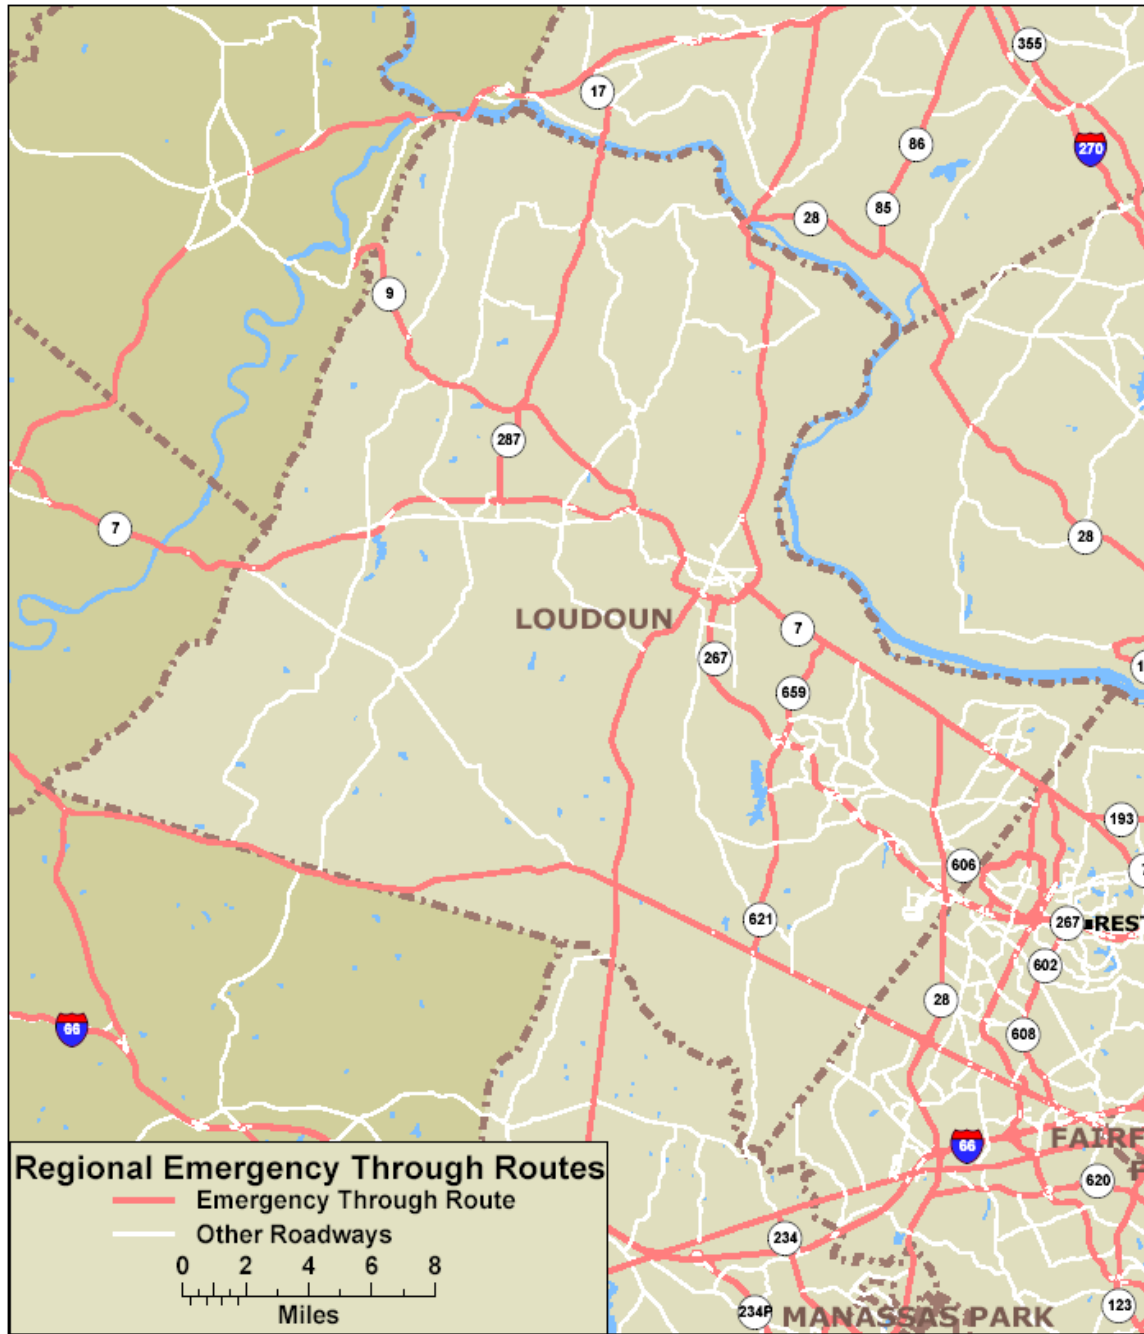 355
17
86
270
85
28
9
287
7
28
LOUDOUN
7
267
659
193
606
621
267
REST
602
28
608
66
66
FAIRF
620
234
234P
MANASSAS PARK
123
Regional Emergency Through Routes
Emergency Through Route
Other Roadways
0 2 4 6 8
Miles